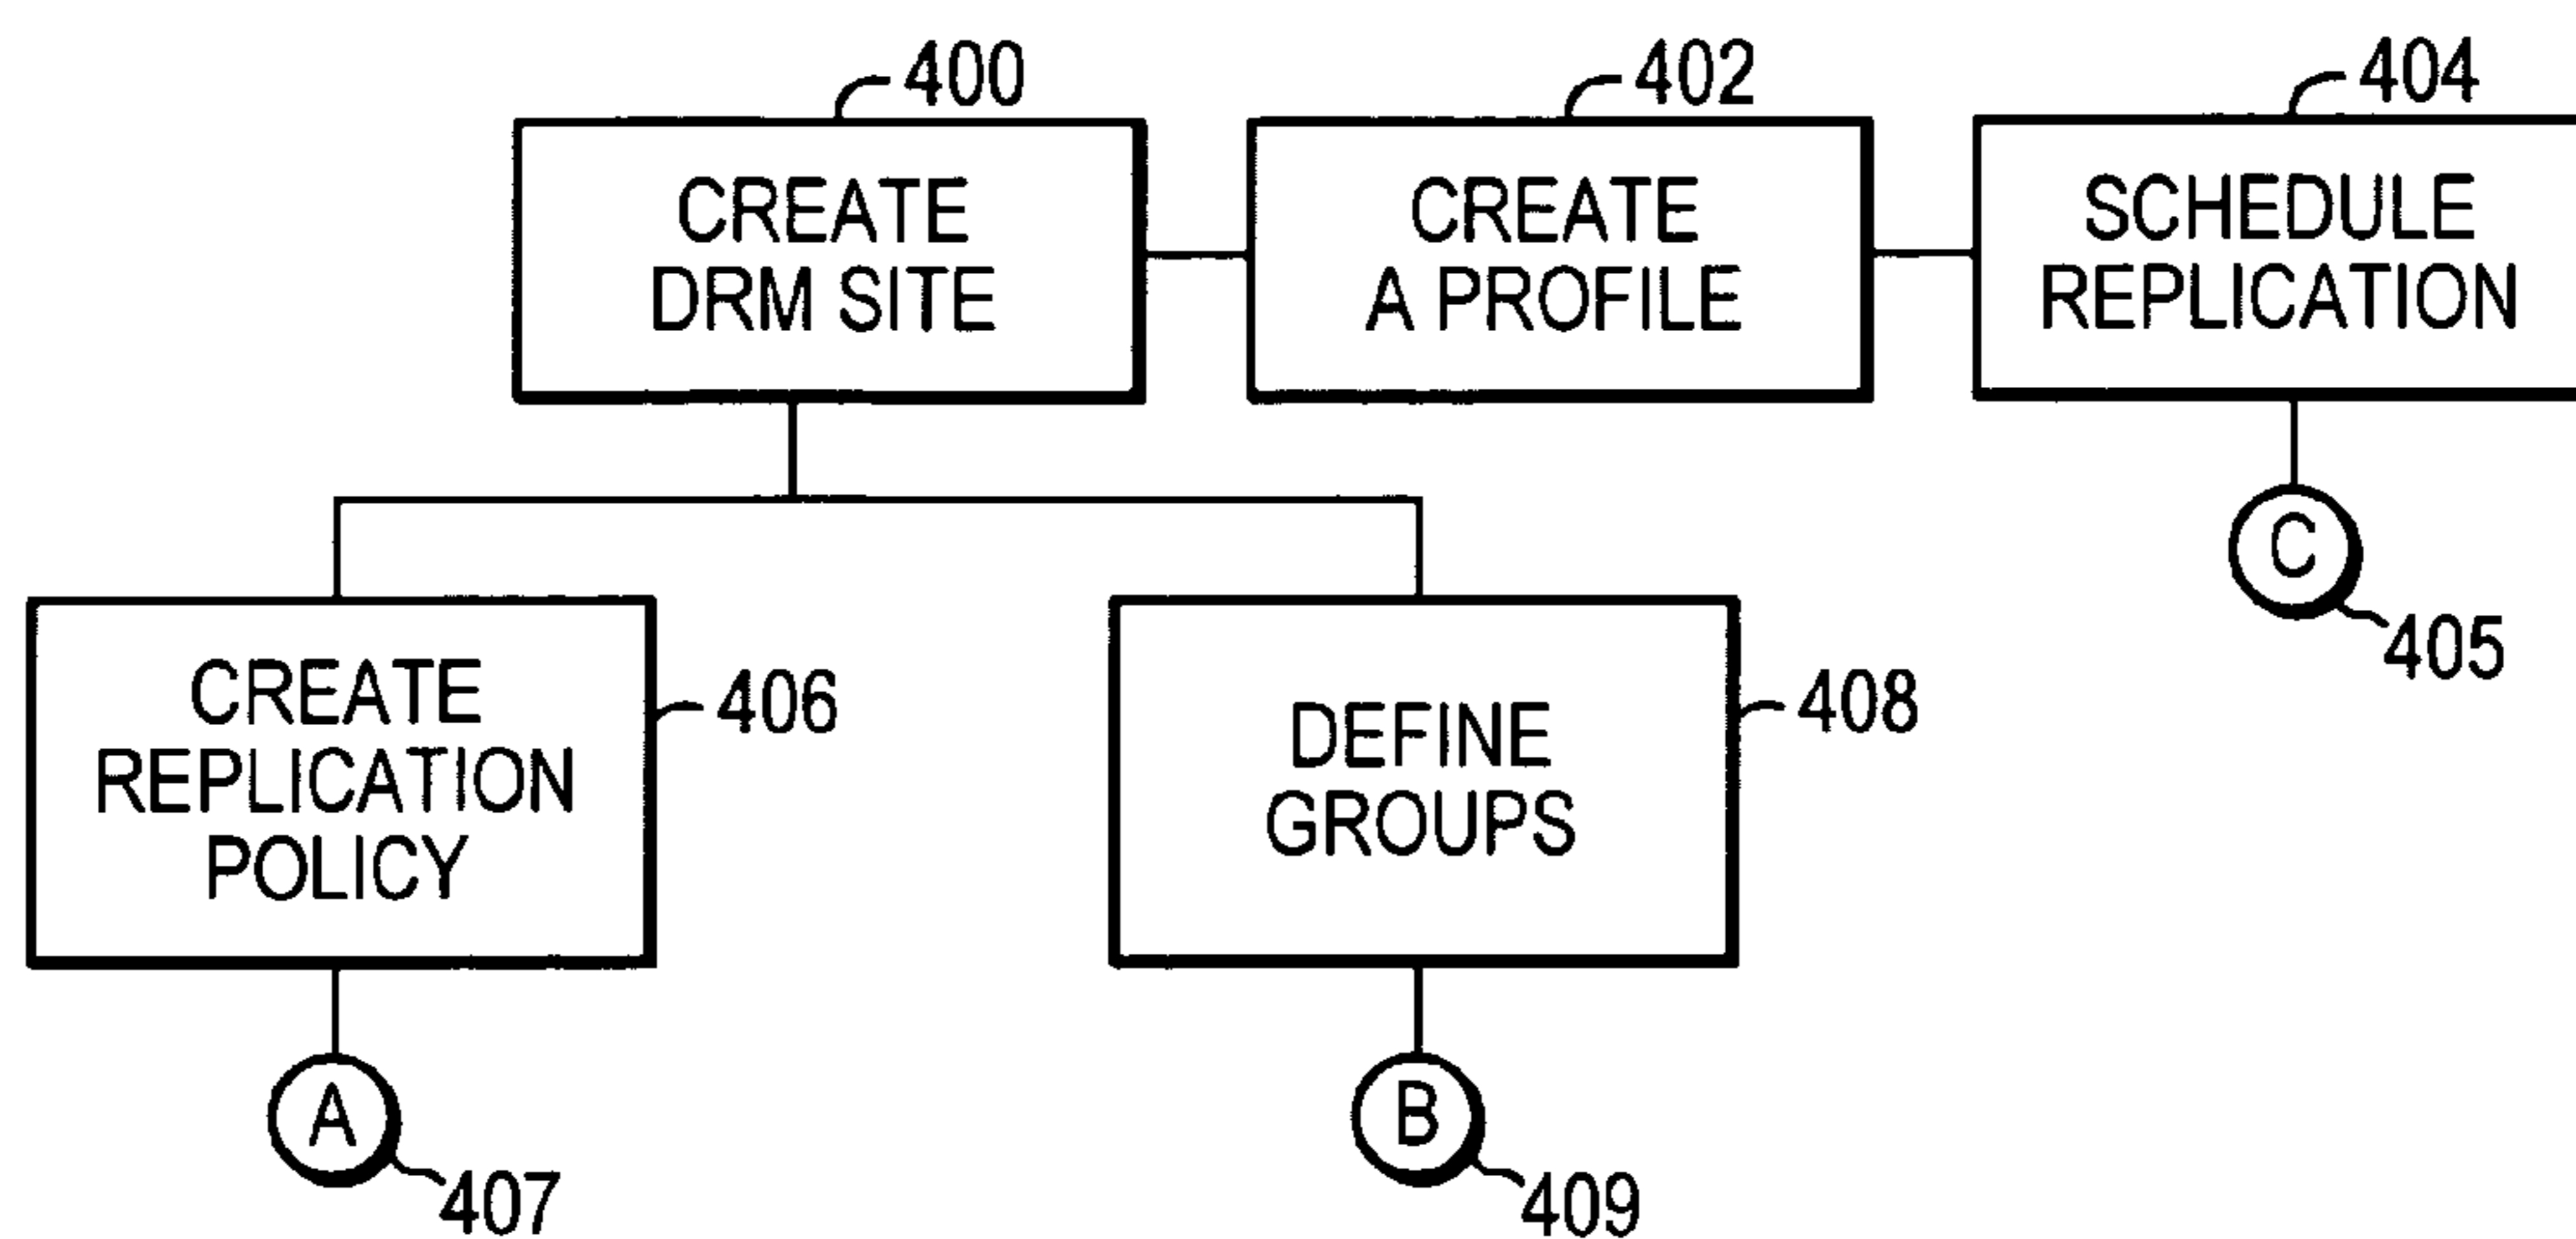 400
CREATE
DRM SITE
402
CREATE
A PROFILE
404
SCHEDULE
REPLICATION
C
405
CREATE
REPLICATION
POLICY
406
DEFINE
GROUPS
408
A
407
B
409